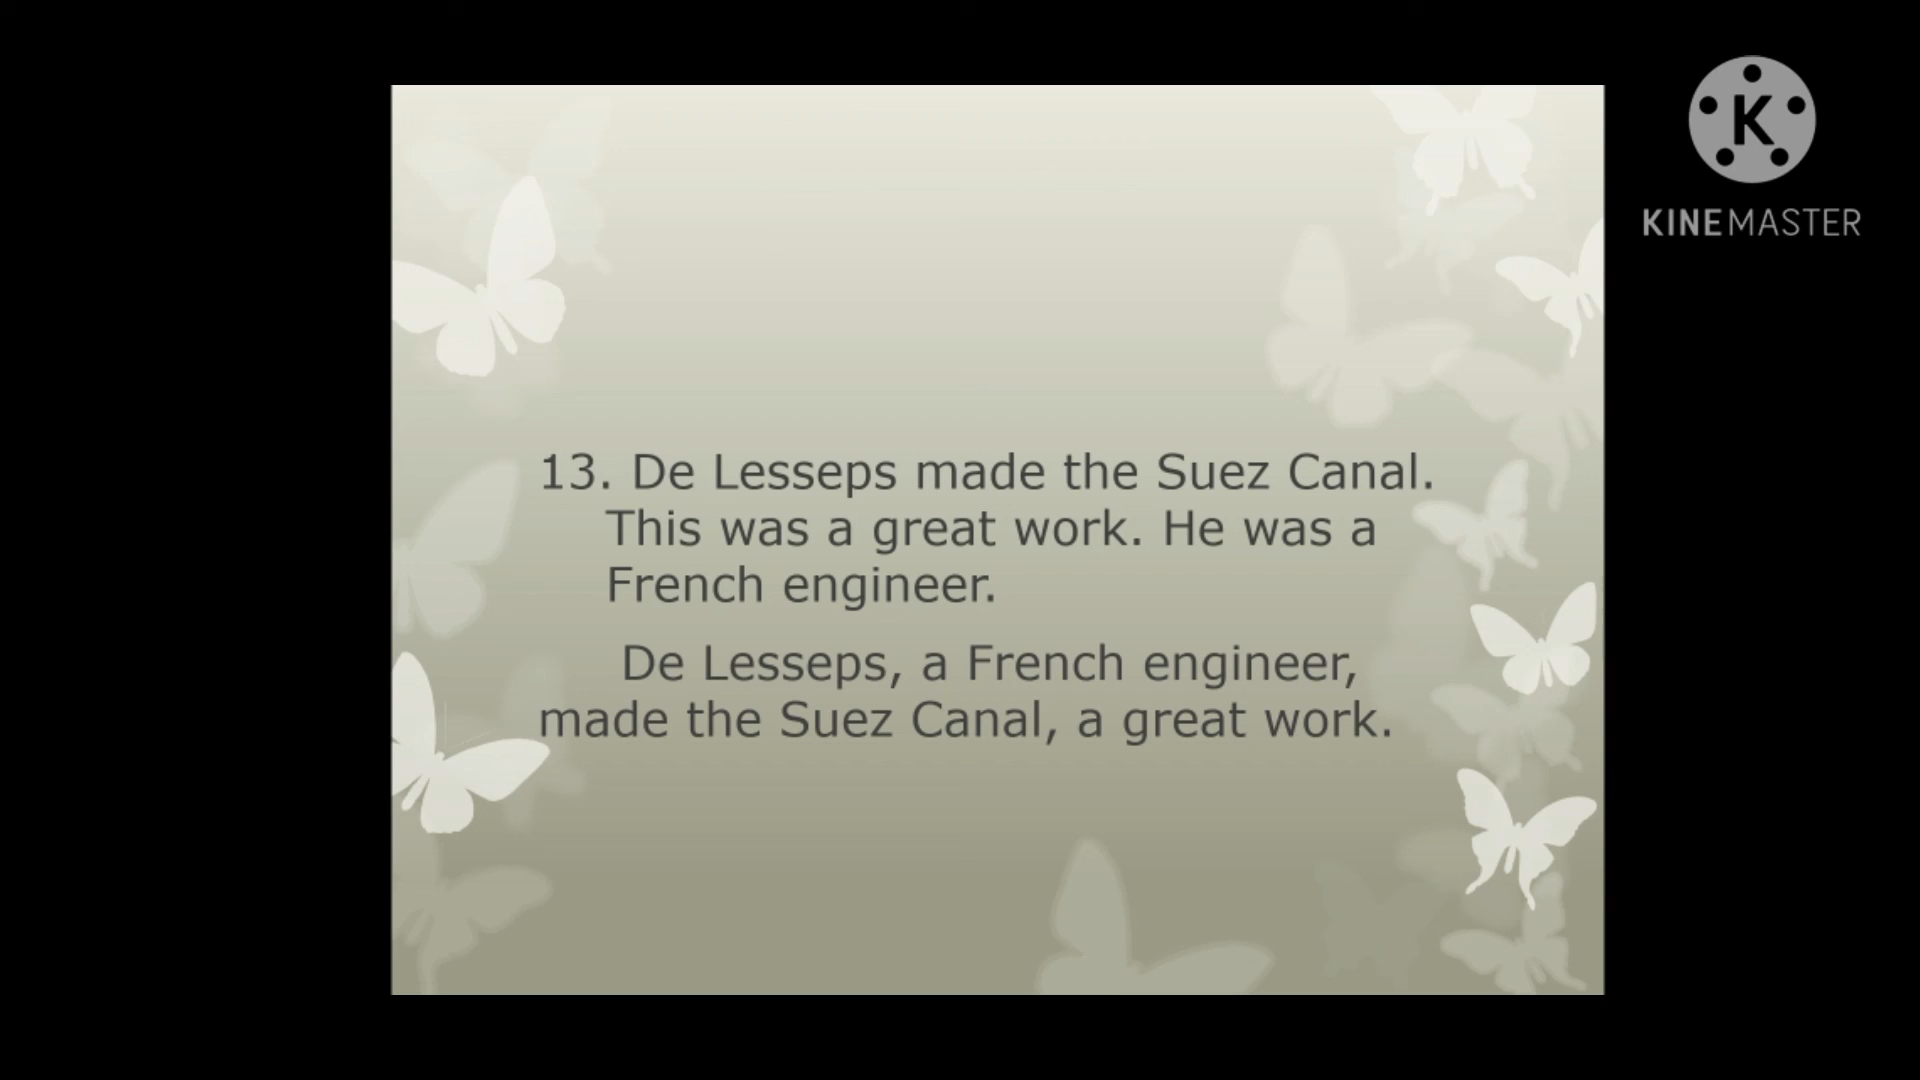 K
KINEMASTER
13. De Lesseps made the Suez Canal.
This was a great work. He was a
French engineer.
De Lesseps, a French engineer,
made the Suez Canal, a great work.